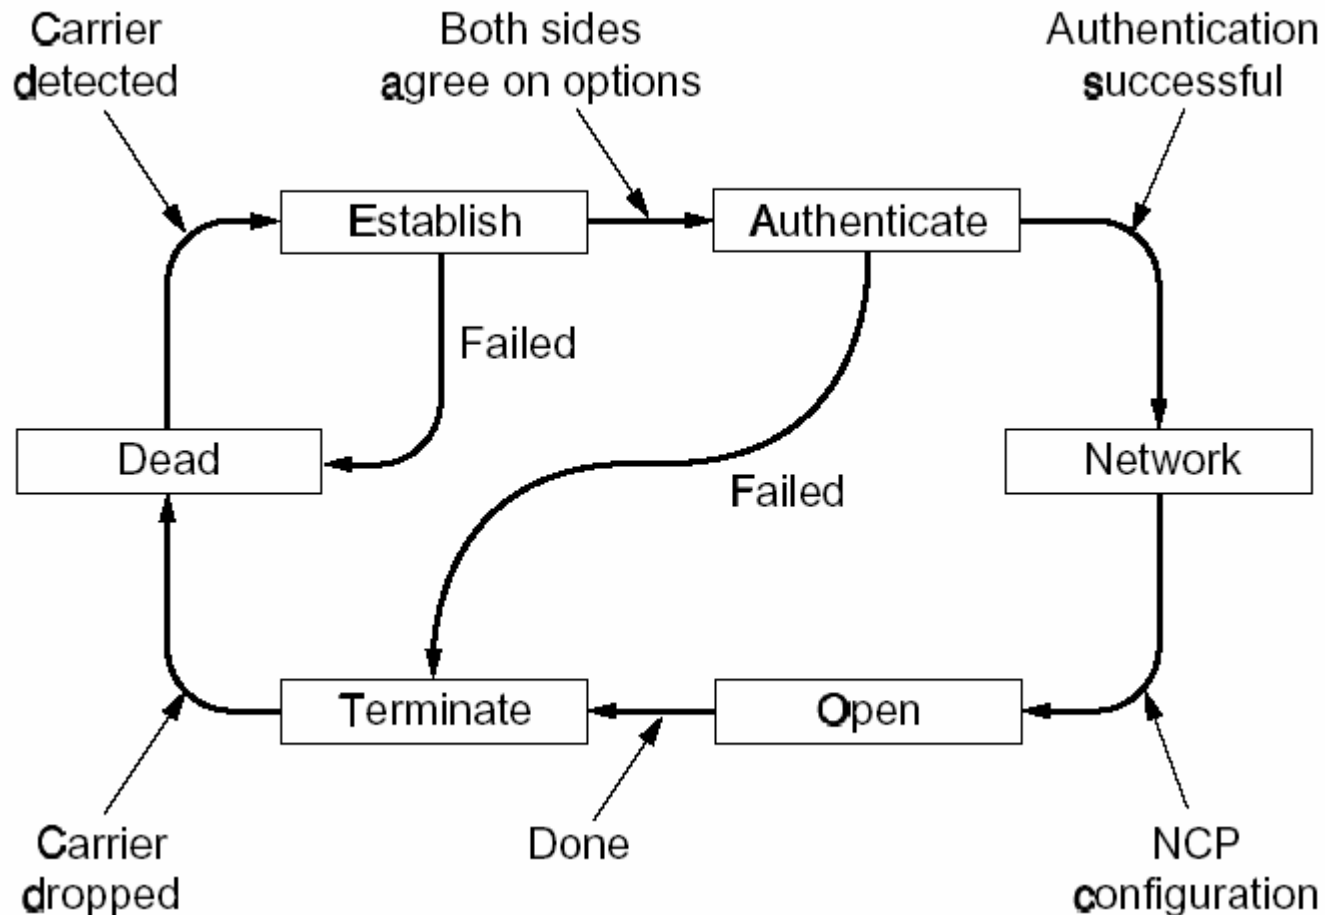 Carrier
detected
Both sides
agree on options
Authentication
successful
Establish
Authenticate
Failed
Dead
Network
Failed
Terminate
Open
Carrier
dropped
Done
NCP
configuration